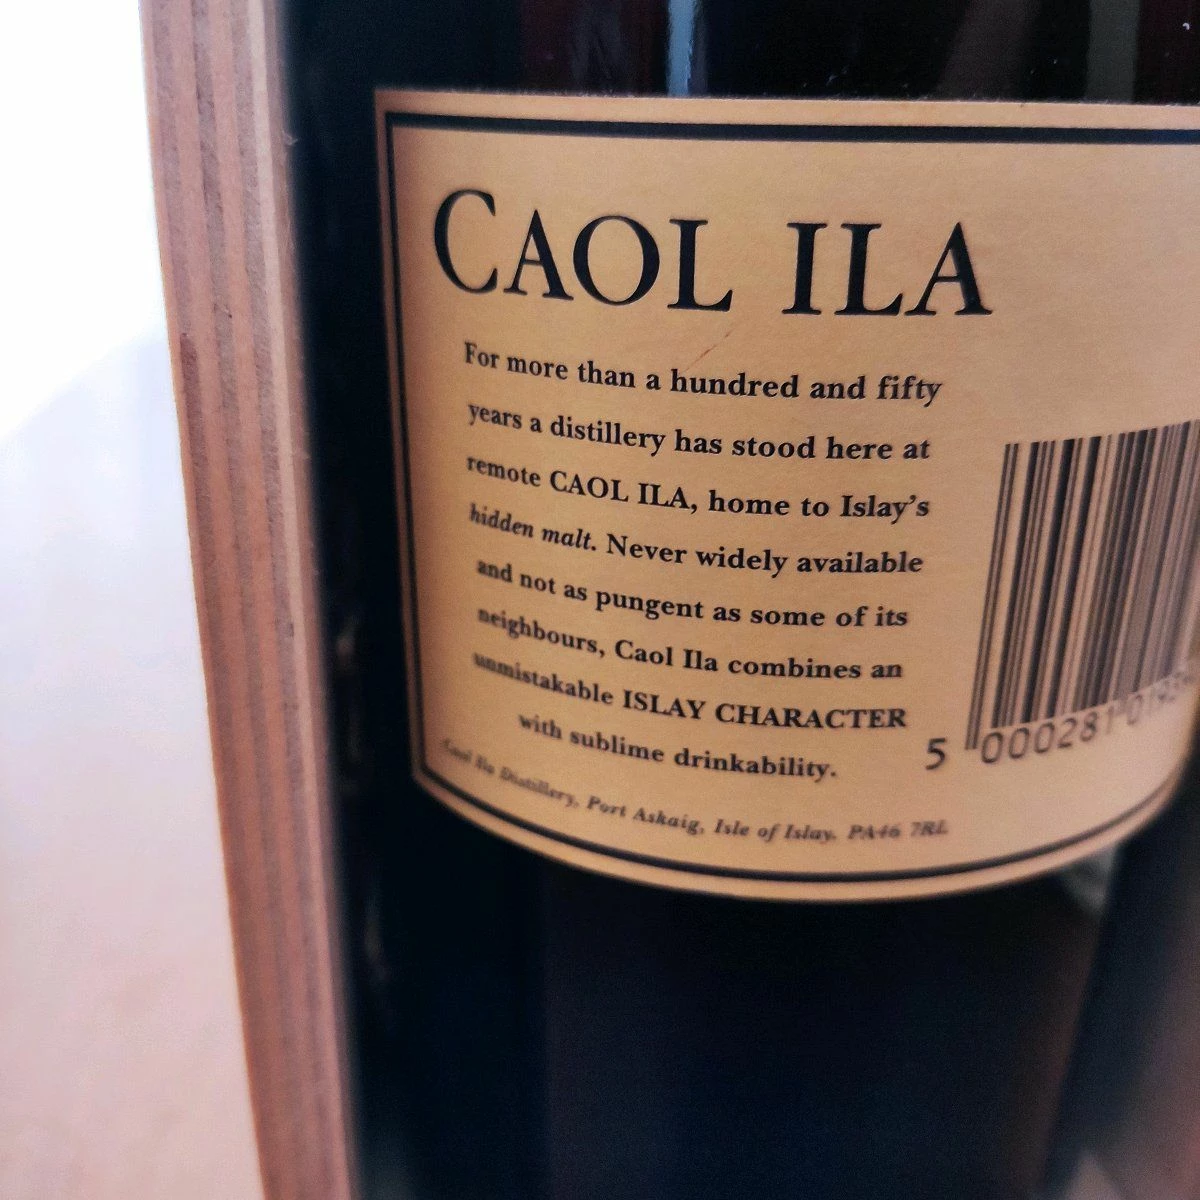 CAOL ILA
For more than a hundred and fifty
years a distillery has stood here at
remote CAOL ILA, home to Islay's
hidden malt. Never widely available
and not as pungent as some of its
neighbours, Caol Ila combines an
unmistakable ISLAY CHARACTER
with sublime drinkability.
Caol Ila Distillery, Port Askaig, Isle of Islay. PA46 7RL
5 000281